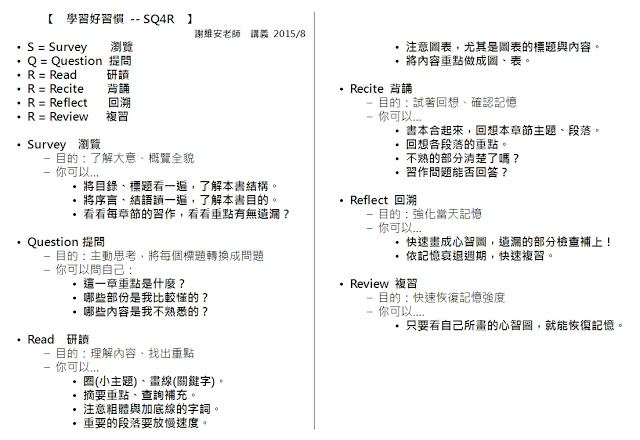 【 學習好習慣 -- SQ4R 】
謝維安老師 講義 2015/8
• S = Survey 瀏覽
• Q = Question 提問
• R = Read 研讀
• R = Recite 背誦
• R = Reflect 回溯
• R = Review 複習
• Survey 瀏覽
– 目的：了解大意、概覽全貌
– 你可以...
• 將目錄、標題看一遍，了解本書結構。
• 將序言、結語讀一遍，了解本書目的。
• 看看每章節的習作，看看重點有無遺漏？
• Question 提問
– 目的：主動思考，將每個標題轉換成問題
– 你可以問自己：
• 這一章重點是什麼？
• 哪些部份是我比較懂的？
• 哪些內容是我不熟悉的？
• Read 研讀
– 目的：理解內容、找出重點
– 你可以...
• 圈(小主題)、畫線(關鍵字)。
• 摘要重點、查詢補充。
• 注意粗體與加底線的字詞。
• 重要的段落要放慢速度。
• 注意圖表，尤其是圖表的標題與內容。
• 將內容重點做成圖、表。
• Recite 背誦
– 目的：試著回想、確認記憶
– 你可以...
• 書本合起來，回想本章節主題、段落。
• 回想各段落的重點。
• 不熟的部分清楚了嗎？
• 習作問題能否回答？
• Reflect 回溯
– 目的：強化當天記憶
– 你可以...
• 快速畫成心智圖，遺漏的部分檢查補上！
• 依記憶衰退週期，快速複習。
• Review 複習
– 目的：快速恢復記憶強度
– 你可以....
• 只要看自己所畫的心智圖，就能恢復記憶。